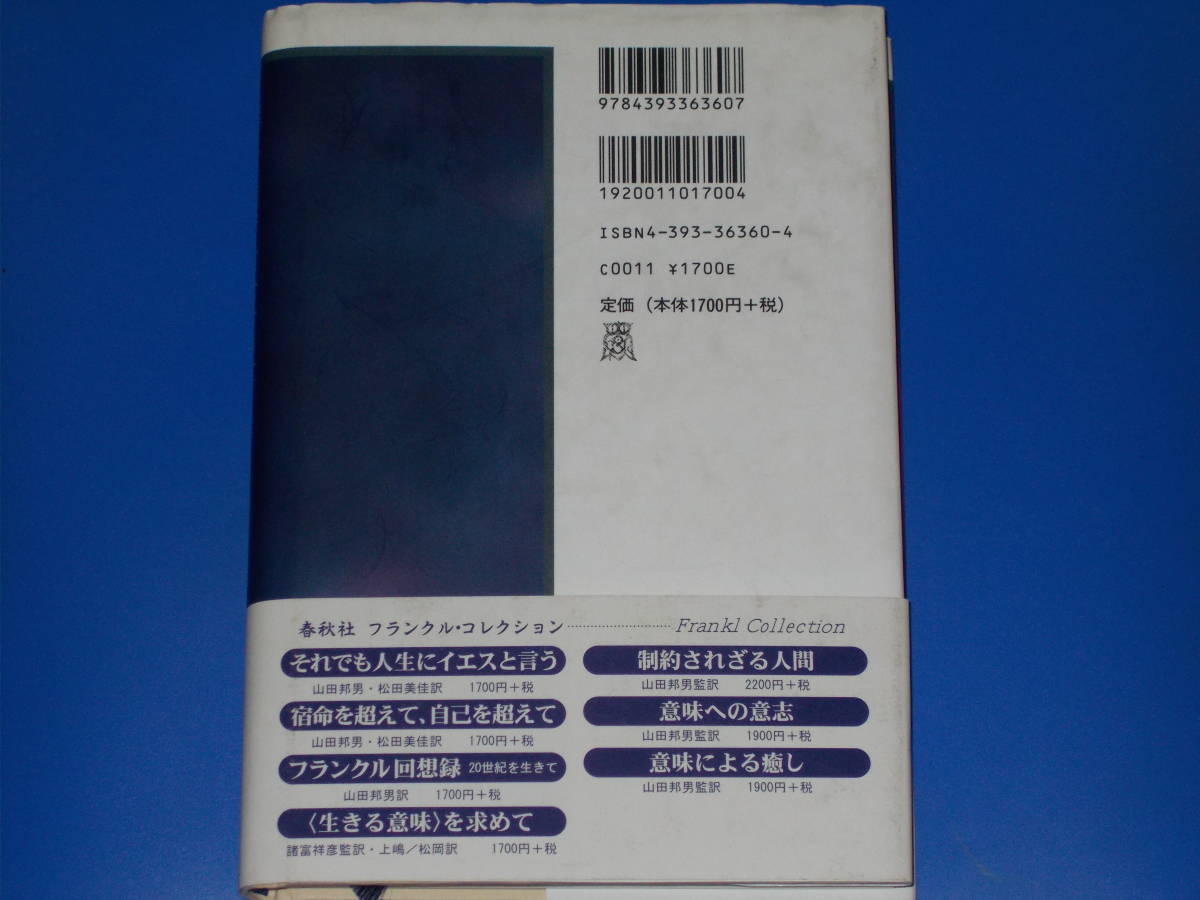 9784393363607
1920011017004
ISBN4-393-36360-4
C0011 ¥1700E
定価（本体1700円＋税）
春秋社 フランクル・コレクション Frankl Collection
それでも人生にイエスと言う
山田邦男・松田美佳訳 1700円＋税
宿命を超えて、自己を超えて
山田邦男・松田美佳訳 1700円＋税
フランクル回想録 20世紀を生きて
山田邦男訳 1700円＋税
〈生きる意味〉を求めて
諸富祥彦監訳・上嶋／松岡訳 1700円＋税
制約されざる人間
山田邦男監訳 2200円＋税
意味への意志
山田邦男監訳 1900円＋税
意味による癒し
山田邦男監訳 1900円＋税